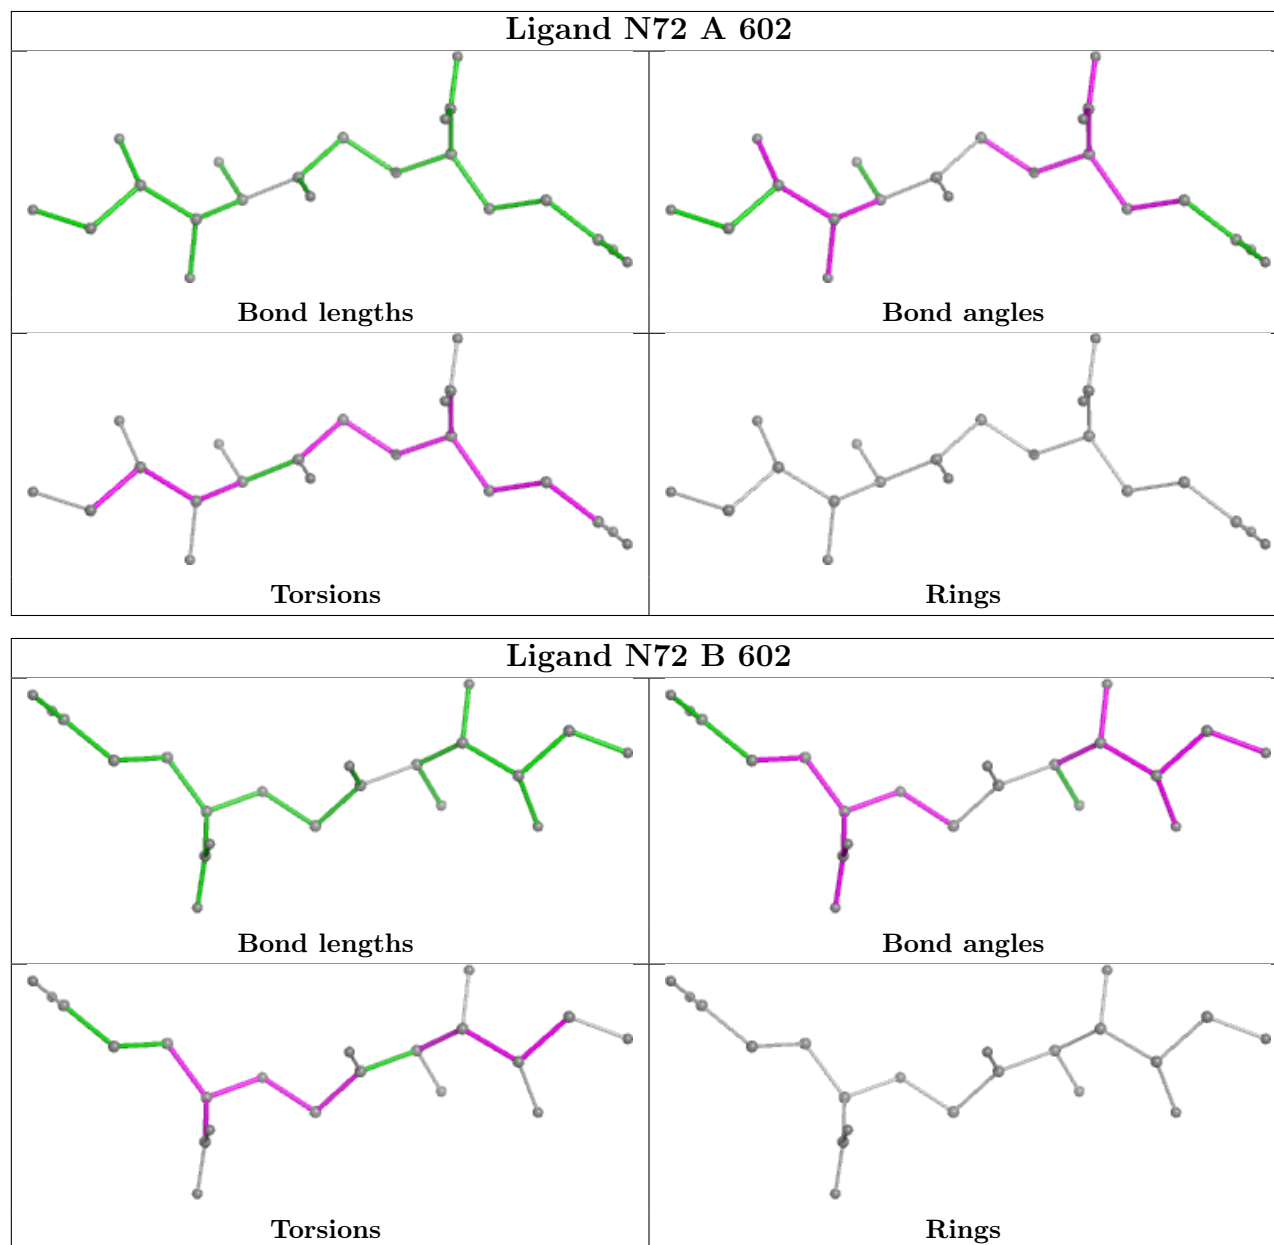 Ligand N72 A 602
Bond lengths
Bond angles
Torsions
Rings
Ligand N72 B 602
Bond lengths
Bond angles
Torsions
Rings